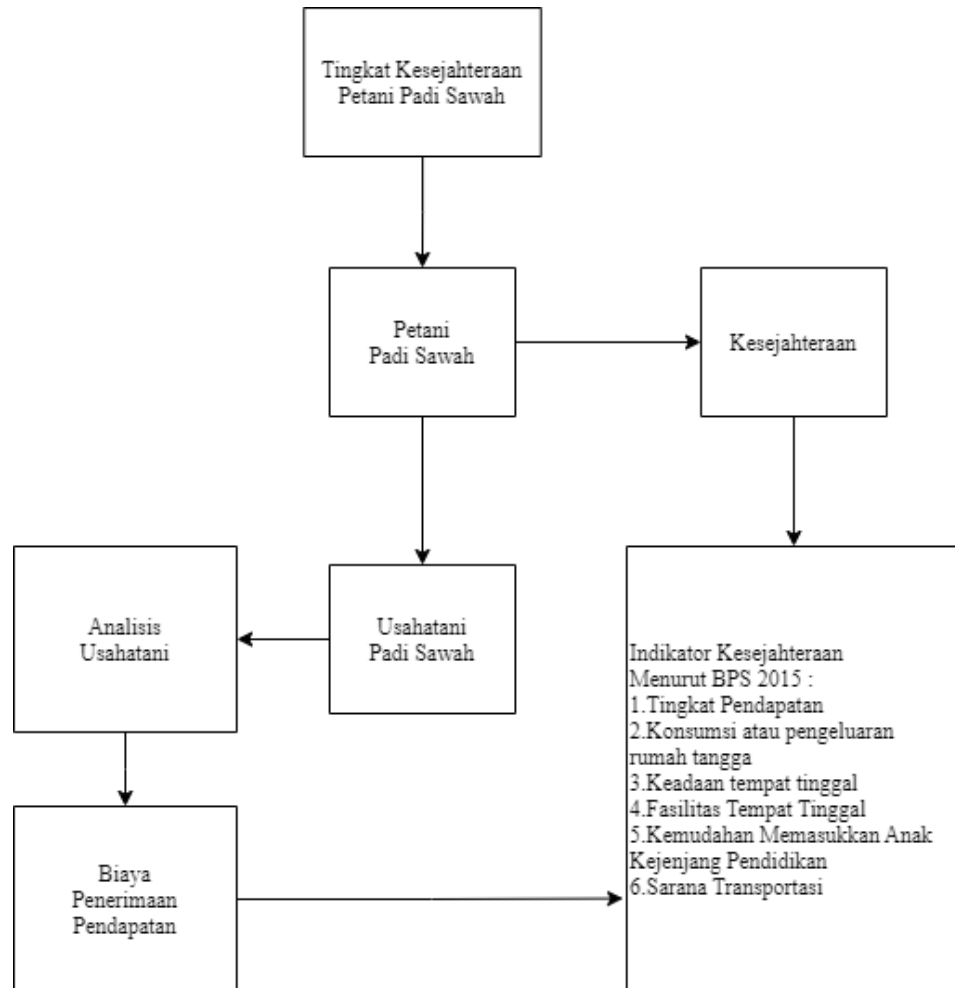 Tingkat Kesejahteraan
Petani Padi Sawah
Petani
Padi Sawah
Kesejahteraan
Analisis
Usahatani
Usahatani
Padi Sawah
Indikator Kesejahteraan
Menurut BPS 2015 :
1.Tingkat Pendapatan
2.Konsumsi atau pengeluaran
rumah tangga
3.Keadaan tempat tinggal
4.Fasilitas Tempat Tinggal
5.Kemudahan Memasukkan Anak
Kejenjang Pendidikan
6.Sarana Transportasi
Biaya
Penerimaan
Pendapatan